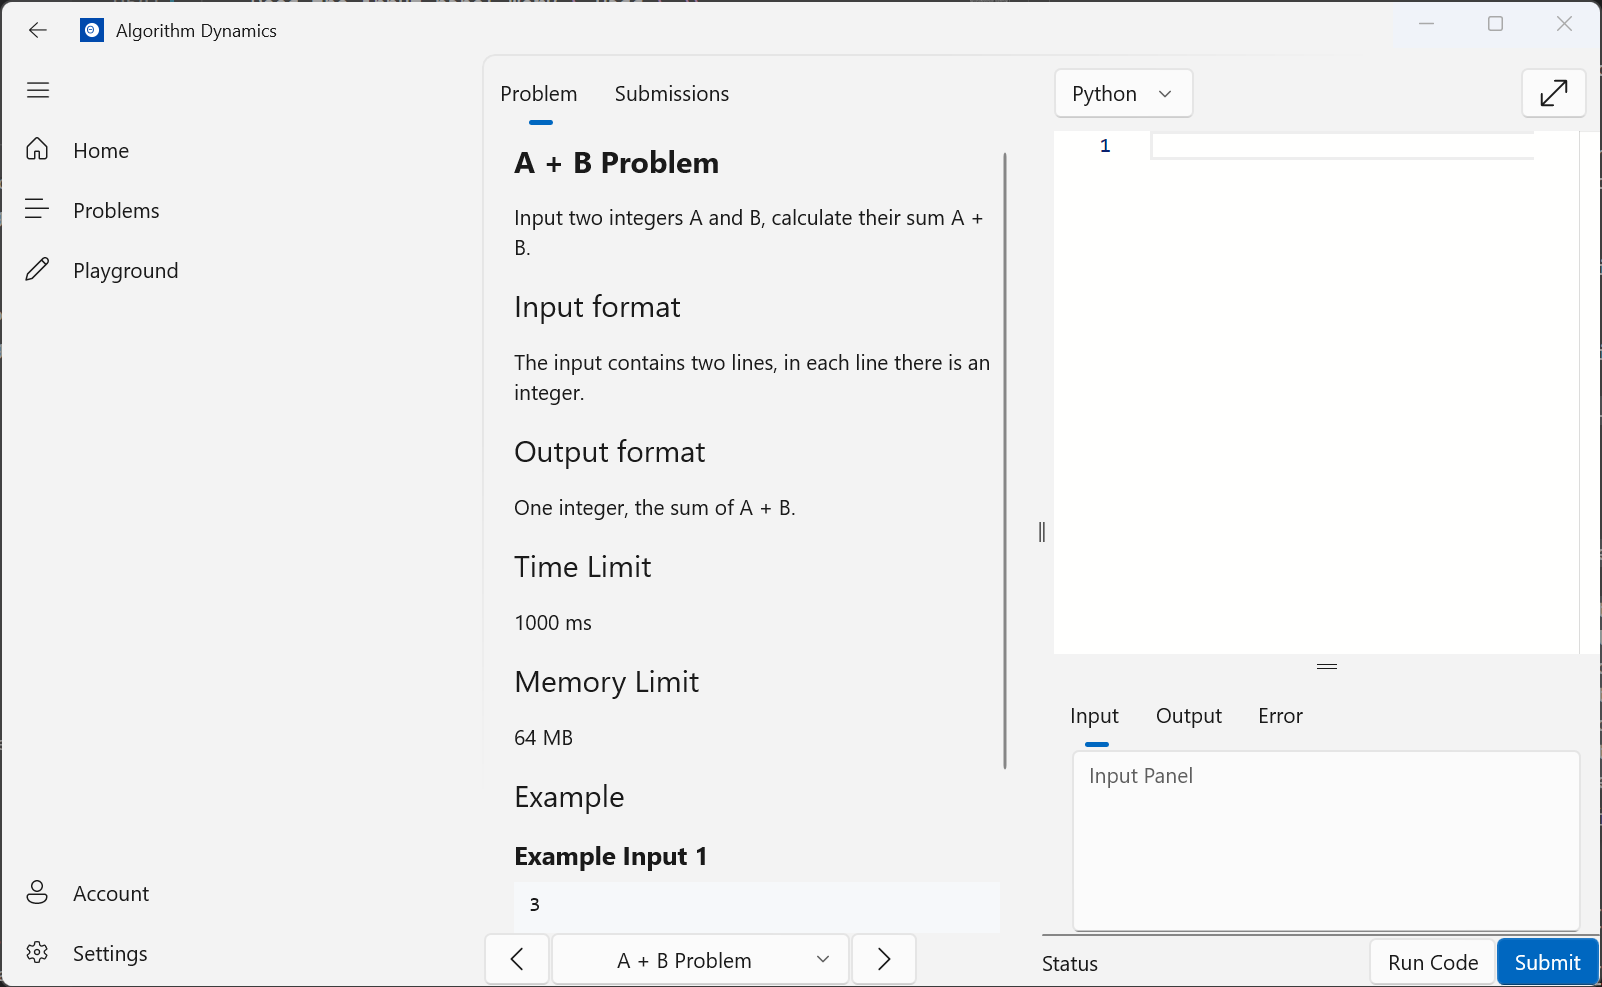 Algorithm Dynamics
Home
Problems
Playground
Account
Settings
Problem Submissions
A + B Problem
Input two integers A and B, calculate their sum A +
B.
Input format
The input contains two lines, in each line there is an
integer.
Output format
One integer, the sum of A + B.
Time Limit
1000 ms
Memory Limit
64 MB
Example
Example Input 1
3
A + B Problem
Python
1
Input Output Error
Input Panel
Status
Run Code
Submit